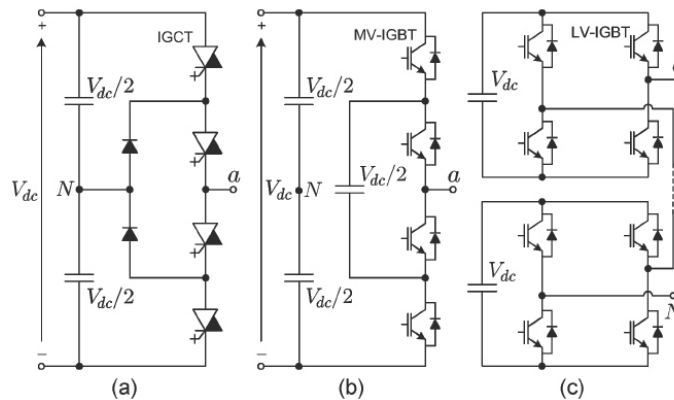 + IGCT
V_dc/2
V_dc N a
V_dc/2
−
(a)
+ MV-IGBT
V_dc/2
V_dc N V_dc/2 a
V_dc/2
−
(b)
LV-IGBT
V_dc
V_dc
N
(c)